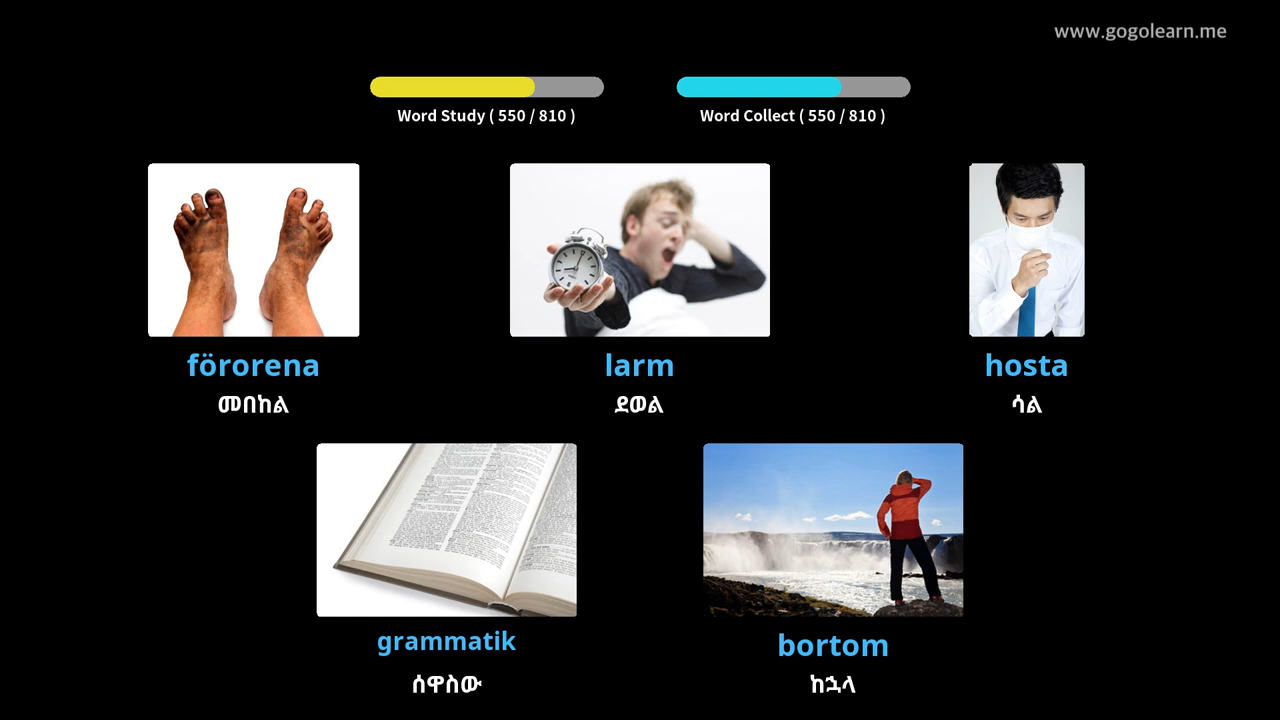 www.gogolearn.me
Word Study ( 550 / 810 )
Word Collect ( 550 / 810 )
förorena
መበከል
larm
ደወል
hosta
ሳል
grammatik
ሰዋስው
bortom
ከኋላ